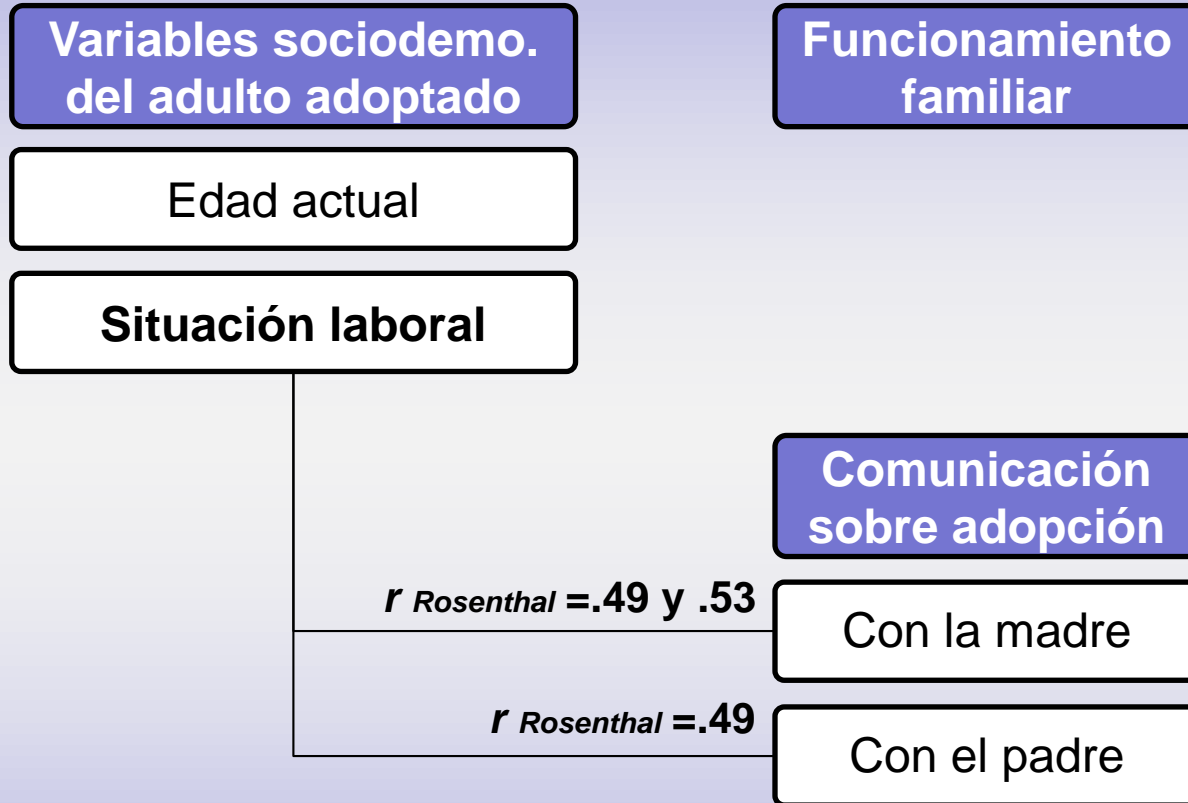 Variables sociodemo.
del adulto adoptado
Edad actual
Situación laboral
Funcionamiento
familiar
Comunicación
sobre adopción
r Rosenthal =.49 y .53
Con la madre
r Rosenthal =.49
Con el padre